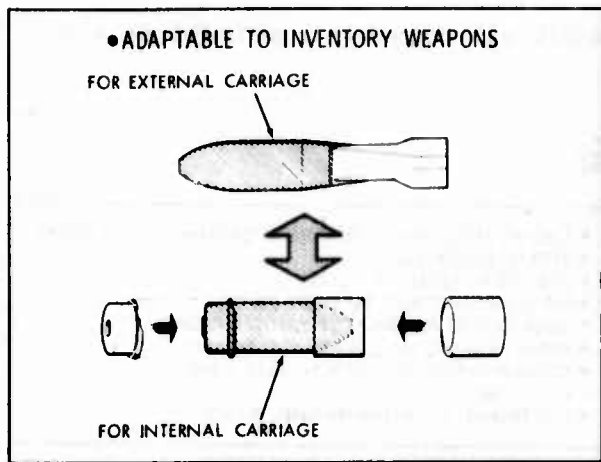 •ADAPTABLE TO INVENTORY WEAPONS
FOR EXTERNAL CARRIAGE
FOR INTERNAL CARRIAGE